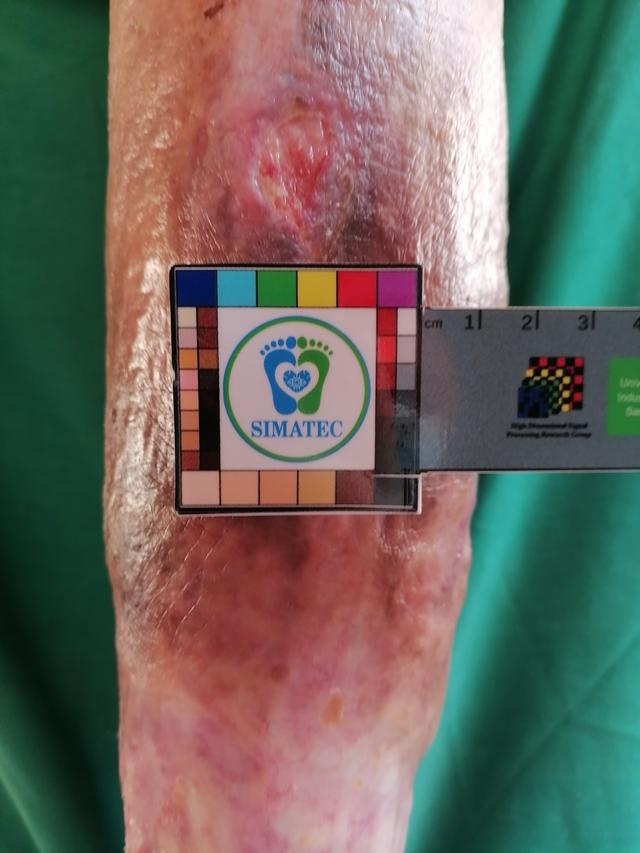 cm 1 2 3 4
SIMATEC
High Dimensional Signal
Processing Research Group